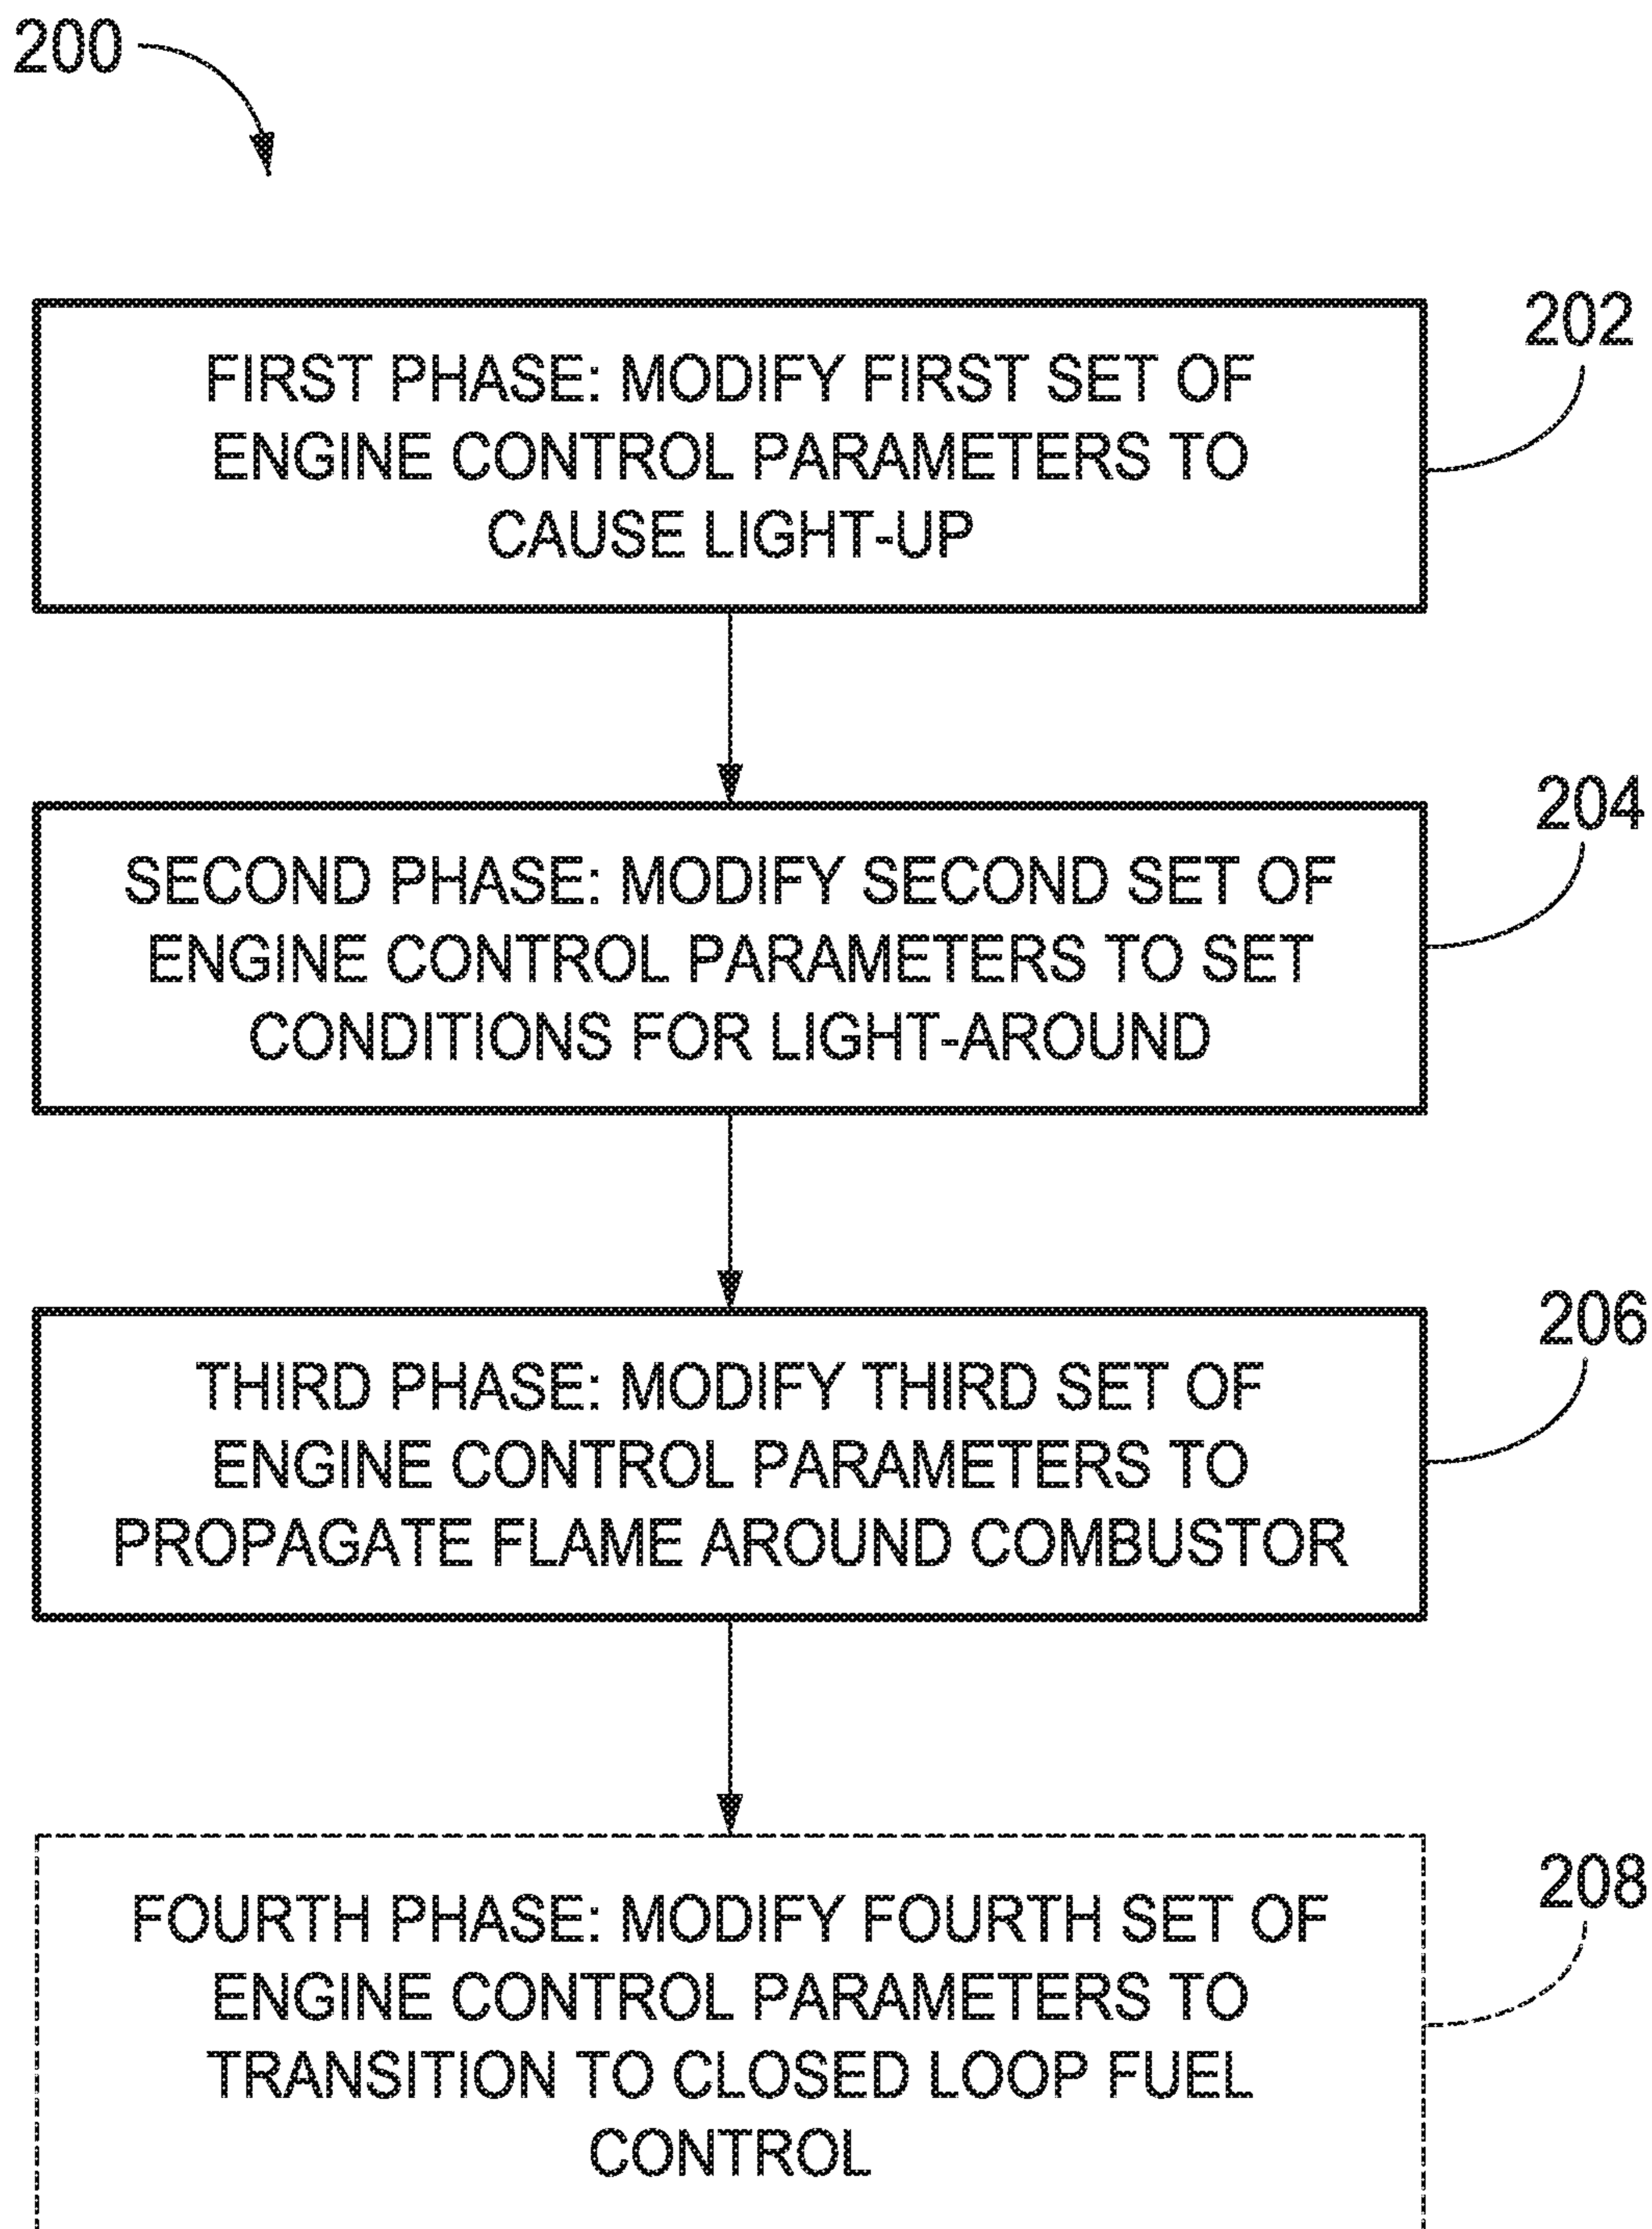 200
202
FIRST PHASE: MODIFY FIRST SET OF
ENGINE CONTROL PARAMETERS TO
CAUSE LIGHT-UP
204
SECOND PHASE: MODIFY SECOND SET OF
ENGINE CONTROL PARAMETERS TO SET
CONDITIONS FOR LIGHT-AROUND
206
THIRD PHASE: MODIFY THIRD SET OF
ENGINE CONTROL PARAMETERS TO
PROPAGATE FLAME AROUND COMBUSTOR
208
FOURTH PHASE: MODIFY FOURTH SET OF
ENGINE CONTROL PARAMETERS TO
TRANSITION TO CLOSED LOOP FUEL
CONTROL